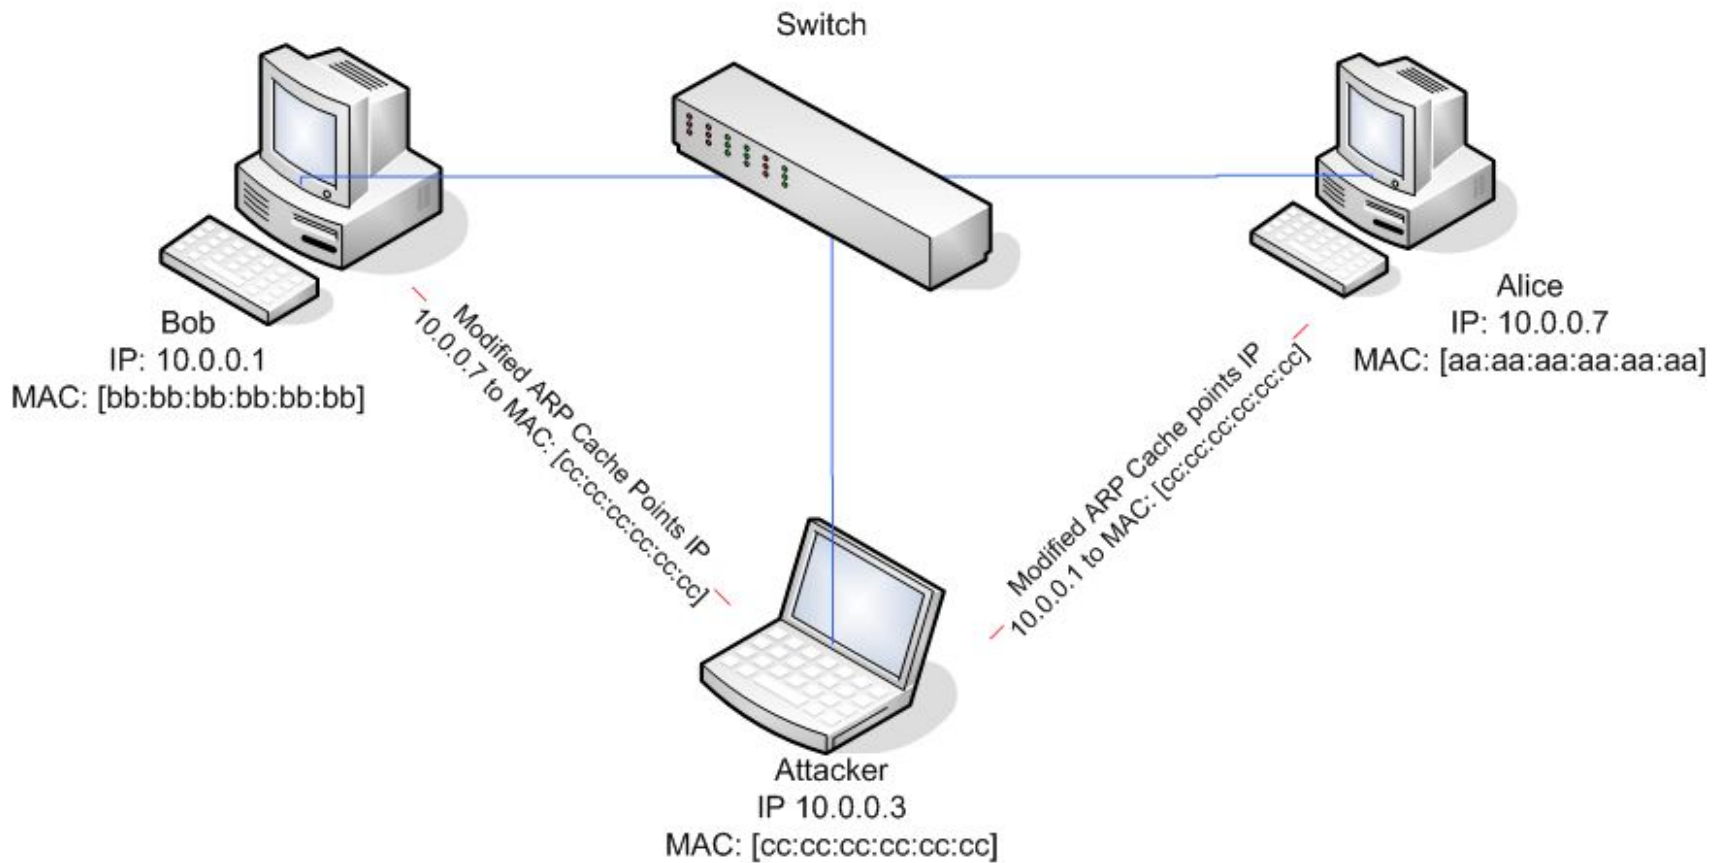 Switch
Bob
IP: 10.0.0.1
MAC: [bb:bb:bb:bb:bb:bb]
Alice
IP: 10.0.0.7
MAC: [aa:aa:aa:aa:aa:aa]
Modified ARP Cache Points IP
10.0.0.7 to MAC: [cc:cc:cc:cc:cc:cc]
Modified ARP Cache points IP
10.0.0.1 to MAC: [cc:cc:cc:cc:cc:cc]
Attacker
IP 10.0.0.3
MAC: [cc:cc:cc:cc:cc:cc]